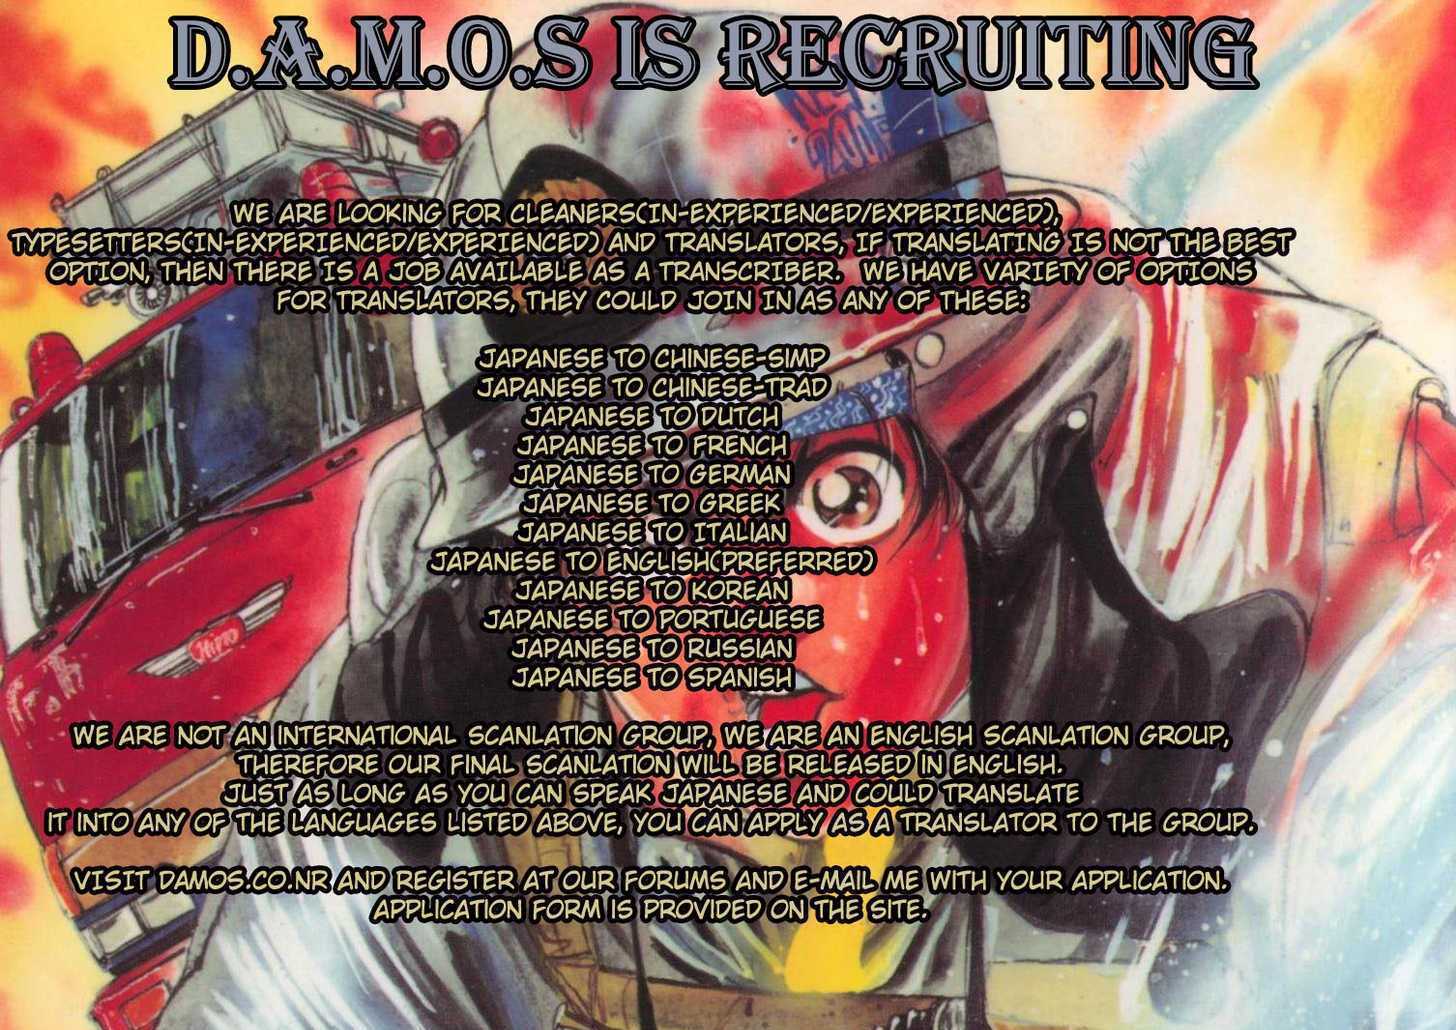 D.A.M.O.S IS RECRUITING
WE ARE LOOKING FOR CLEANERS(IN-EXPERIENCED/EXPERIENCED),
TYPESETTERS(IN-EXPERIENCED/EXPERIENCED) AND TRANSLATORS, IF TRANSLATING IS NOT THE BEST
OPTION, THEN THERE IS A JOB AVAILABLE AS A TRANSCRIBER. WE HAVE VARIETY OF OPTIONS
FOR TRANSLATORS, THEY COULD JOIN IN AS ANY OF THESE:
JAPANESE TO CHINESE-SIMP
JAPANESE TO CHINESE-TRAD
JAPANESE TO DUTCH
JAPANESE TO FRENCH
JAPANESE TO GERMAN
JAPANESE TO GREEK
JAPANESE TO ITALIAN
JAPANESE TO ENGLISH(PREFERRED)
JAPANESE TO KOREAN
JAPANESE TO PORTUGUESE
JAPANESE TO RUSSIAN
JAPANESE TO SPANISH
WE ARE NOT AN INTERNATIONAL SCANLATION GROUP, WE ARE AN ENGLISH SCANLATION GROUP,
THEREFORE OUR FINAL SCANLATION WILL BE RELEASED IN ENGLISH.
JUST AS LONG AS YOU CAN SPEAK JAPANESE AND COULD TRANSLATE
IT INTO ANY OF THE LANGUAGES LISTED ABOVE, YOU CAN APPLY AS A TRANSLATOR TO THE GROUP.
VISIT DAMOS.CO.NR AND REGISTER AT OUR FORUMS AND E-MAIL ME WITH YOUR APPLICATION.
APPLICATION FORM IS PROVIDED ON THE SITE.